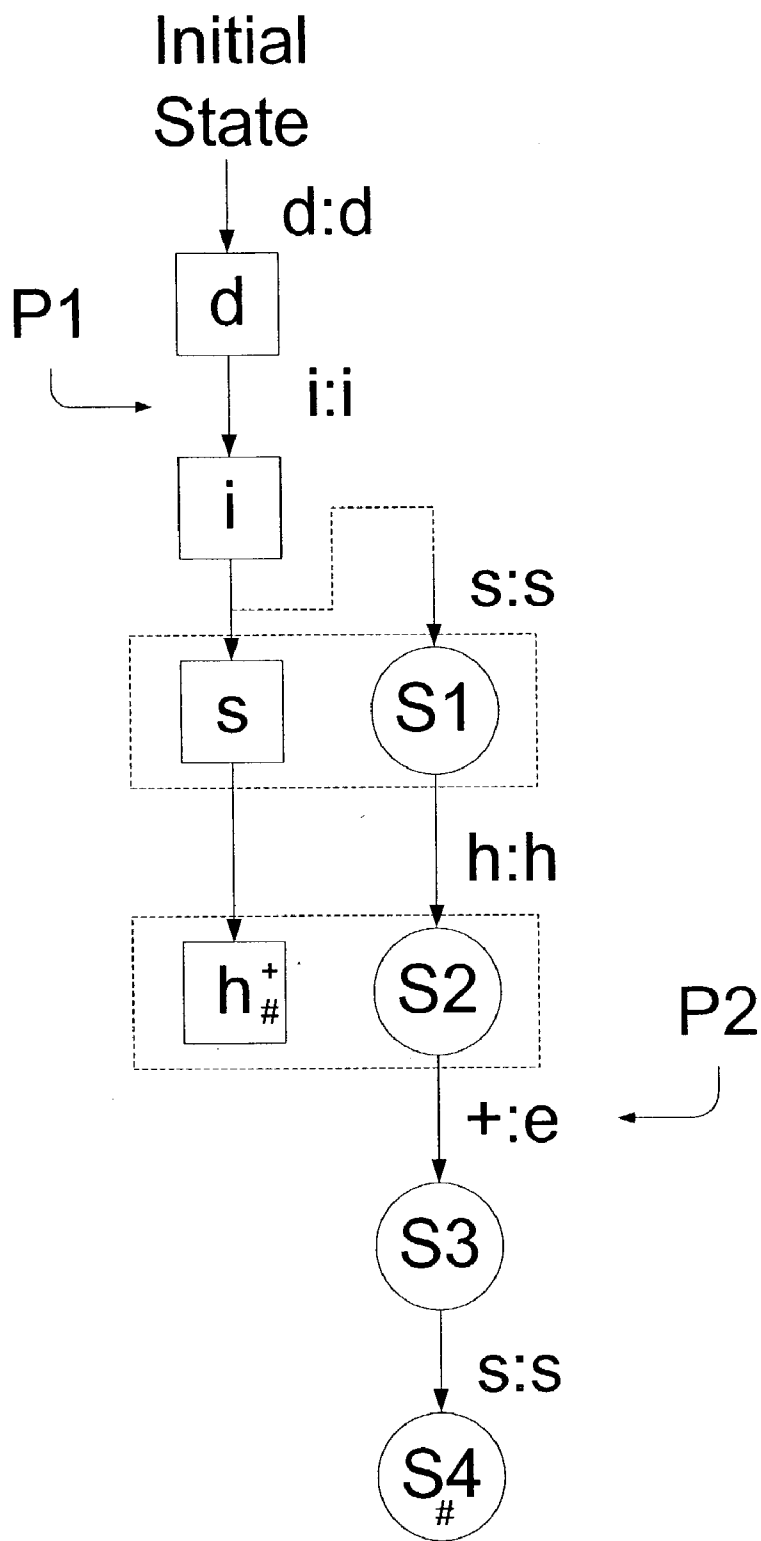 Initial
State
d:d
d
P1
i:i
i
s:s
s
S1
h:h
h+#
S2
P2
+:e
S3
s:s
S4
#